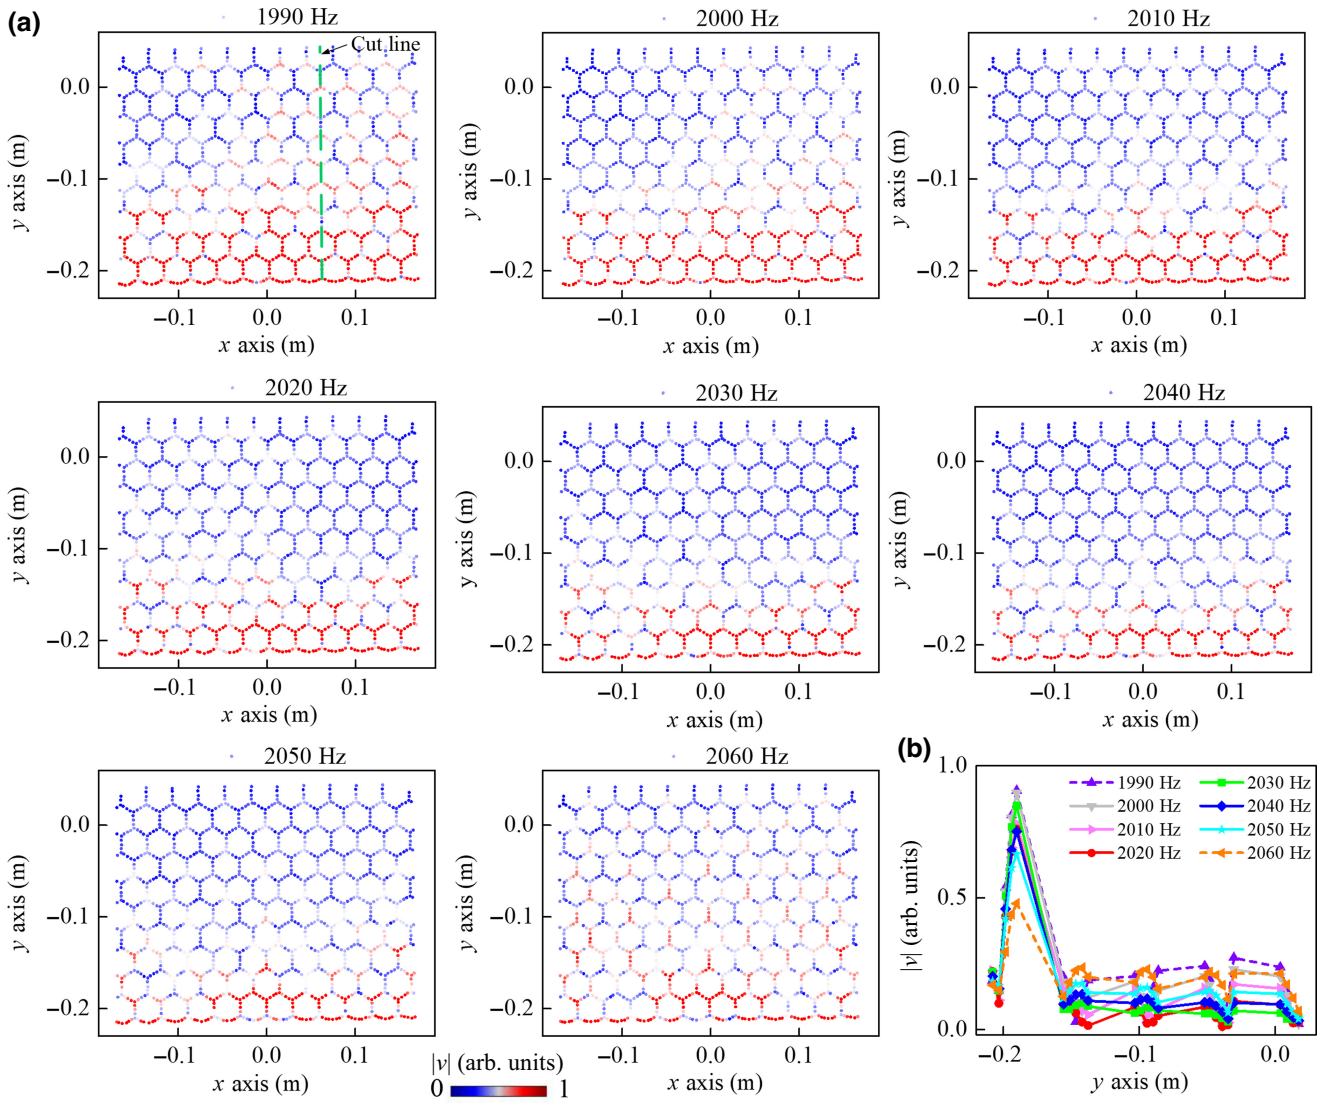 (a)
1990 Hz
2000 Hz
2010 Hz
Cut line
0.0
−0.1
−0.2
y axis (m)
−0.1 0.0 0.1
x axis (m)
0.0
−0.1
−0.2
y axis (m)
−0.1 0.0 0.1
x axis (m)
0.0
−0.1
−0.2
y axis (m)
−0.1 0.0 0.1
x axis (m)
2020 Hz
2030 Hz
2040 Hz
0.0
−0.1
−0.2
y axis (m)
−0.1 0.0 0.1
x axis (m)
0.0
−0.1
−0.2
y axis (m)
−0.1 0.0 0.1
x axis (m)
0.0
−0.1
−0.2
y axis (m)
−0.1 0.0 0.1
x axis (m)
2050 Hz
2060 Hz
0.0
−0.1
−0.2
y axis (m)
−0.1 0.0 0.1
x axis (m)
0.0
−0.1
−0.2
y axis (m)
−0.1 0.0 0.1
x axis (m)
|v| (arb. units)
0 1
(b)
1.0
0.5
0.0
|v| (arb. units)
1990 Hz 2030 Hz
2000 Hz 2040 Hz
2010 Hz 2050 Hz
2020 Hz 2060 Hz
−0.2 −0.1 0.0
y axis (m)